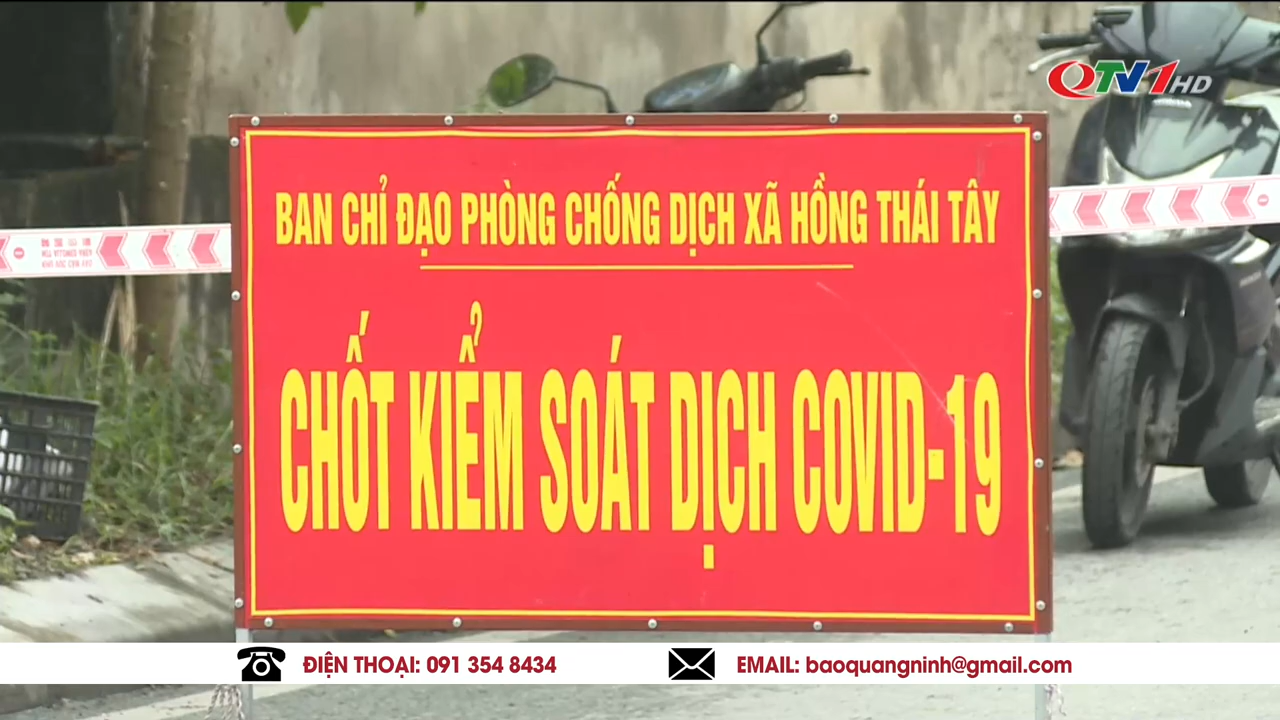 QTV1HD
BAN CHỈ ĐẠO PHÒNG CHỐNG DỊCH XÃ HỒNG THÁI TÂY
CHỐT KIỂM SOÁT DỊCH COVID-19
ĐIỆN THOẠI: 091 354 8434
EMAIL: baoquangninh@gmail.com